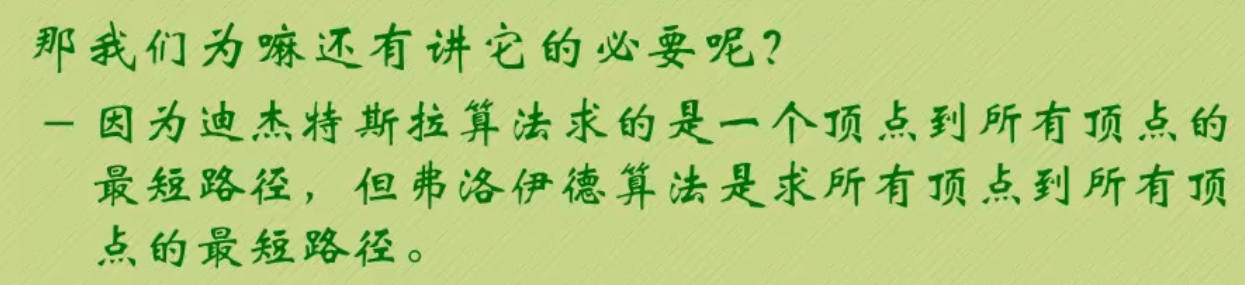 那我们为嘛还有讲它的必要呢？
－因为迪杰特斯拉算法求的是一个顶点到所有顶点的
最短路径，但弗洛伊德算法是求所有顶点到所有顶
点的最短路径。